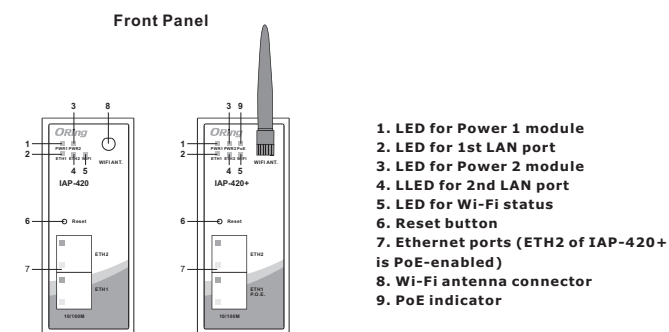 Front Panel
3
8
3 9
ORing
ORing
1
PWR1 PWR2
WIFI ANT.
1
PWR1 PWR2 PoE
WIFI ANT.
2
ETH1 ETH2 WIFI
2
ETH1 ETH2 WIFI
4 5
4 5
IAP-420
IAP-420+
6
Reset
6
Reset
ETH2
ETH2
7
7
ETH1
ETH1
P.O.E.
10/100M
10/100M
1. LED for Power 1 module
2. LED for 1st LAN port
3. LED for Power 2 module
4. LLED for 2nd LAN port
5. LED for Wi-Fi status
6. Reset button
7. Ethernet ports (ETH2 of IAP-420+
is PoE-enabled)
8. Wi-Fi antenna connector
9. PoE indicator